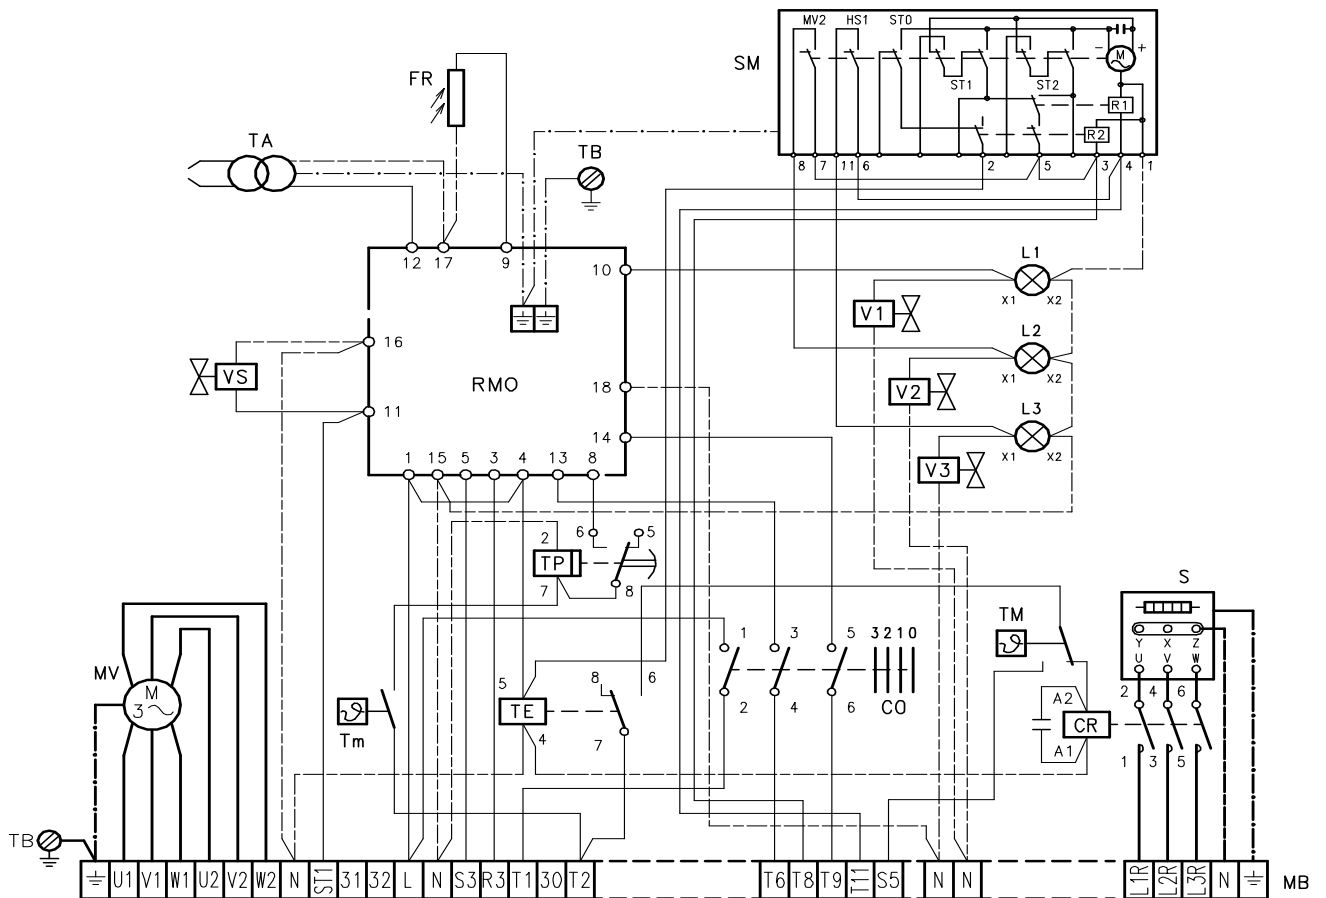 MV2 HS1 ST0
SM
- M +
ST1 ST2
R1
R2
8 7 11 6 2 5 3 4 1
FR
TA
TB
12 17 9
10
L1
X1 X2
V1
16
VS
RMO
18
L2
X1 X2
V2
11
14
L3
X1 X2
V3
1 15 5 3 4 13 8
2
6 5
TP
7
8
S
TM
1 3 5 3 2 1 0
Y X Z
U V W
MV
M
3
5
8
6
2 4 6
TE
2 4 6 CO
A2
CR
A1
Tm
4
7
1 3 5
TB
U1 V1 W1 U2 V2 W2 N ST1 31 32 L N S3 R3 T1 30 T2 T6 T8 T9 T11 S5 N N L1R L2R L3R N
MB